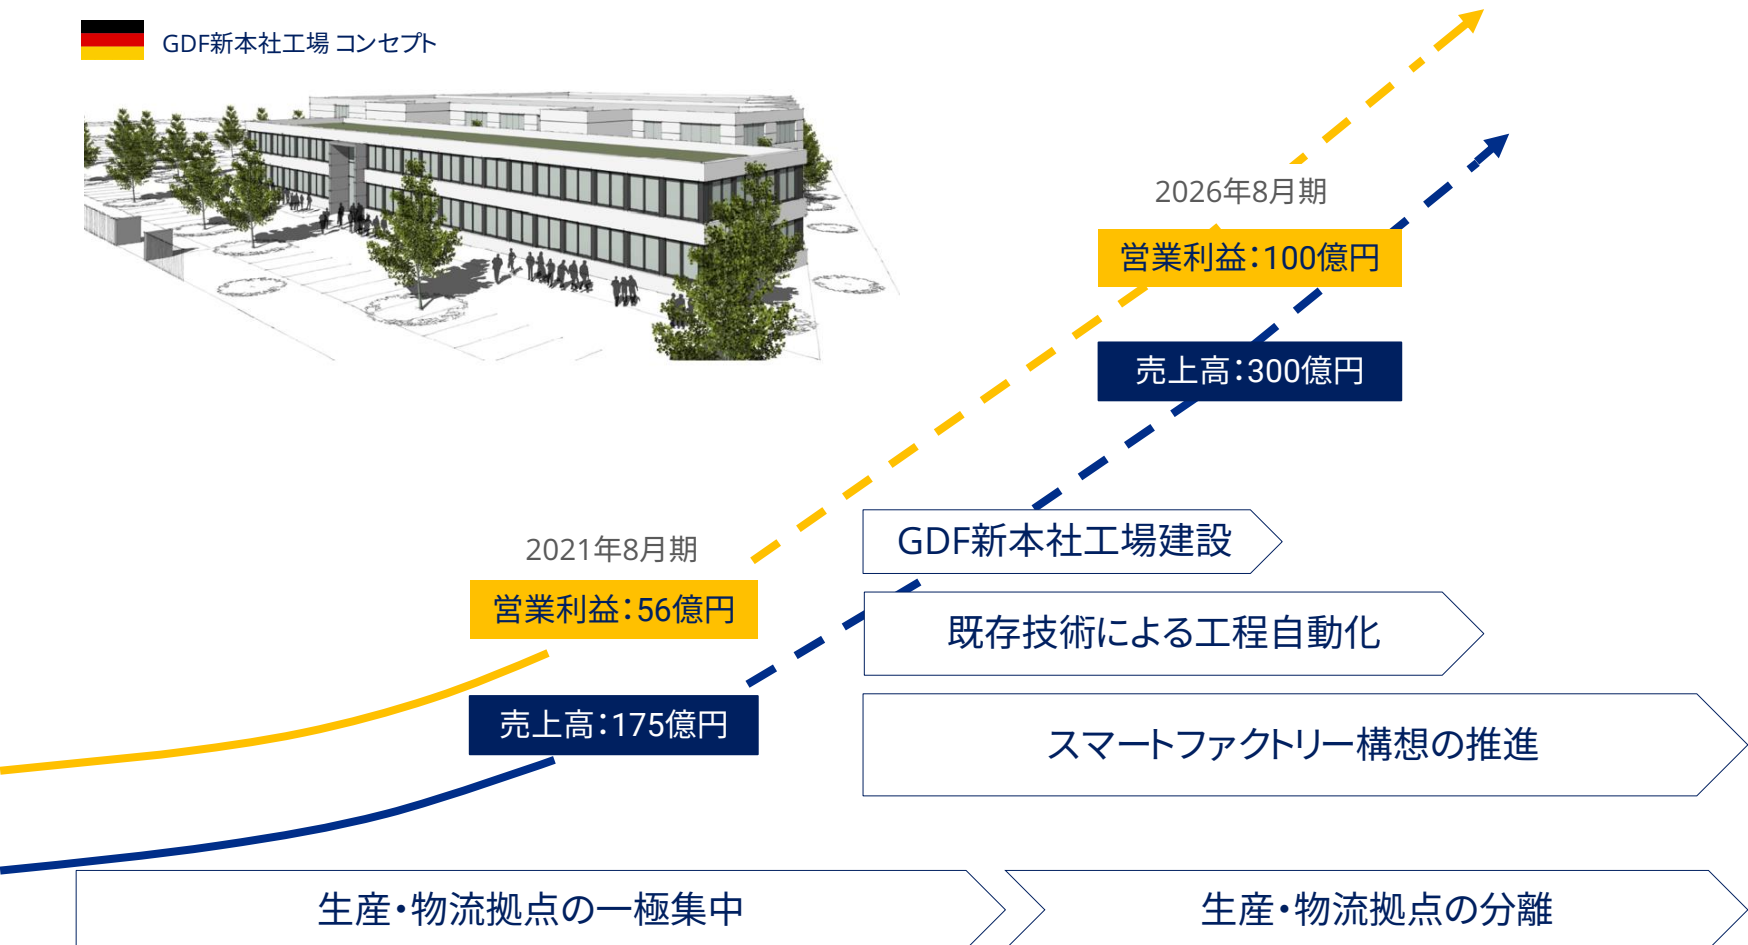 GDF新本社工場 コンセプト
2026年8月期
営業利益：100億円
売上高：300億円
2021年8月期
営業利益：56億円
売上高：175億円
GDF新本社工場建設
既存技術による工程自動化
スマートファクトリー構想の推進
生産・物流拠点の一極集中
生産・物流拠点の分離